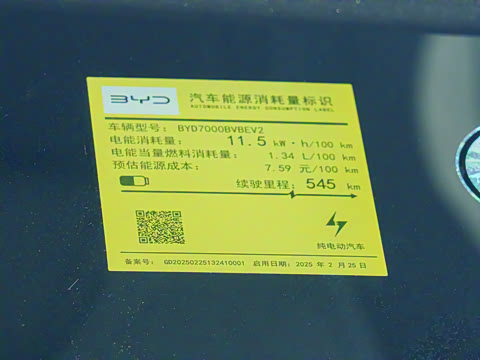 BYD 汽车能源消耗量标识
AUTOMOBILE ENERGY CONSUMPTION LABEL
车辆型号: BYD7000BVBEV2
电能消耗量: 11.5 kW·h/100 km
电能当量燃料消耗量: 1.34 L/100 km
预估能源成本: 7.59 元/100 km
续驶里程: 545 km
纯电动汽车
备案号: GD20250225132410001 启用日期: 2025 年 2 月 25 日